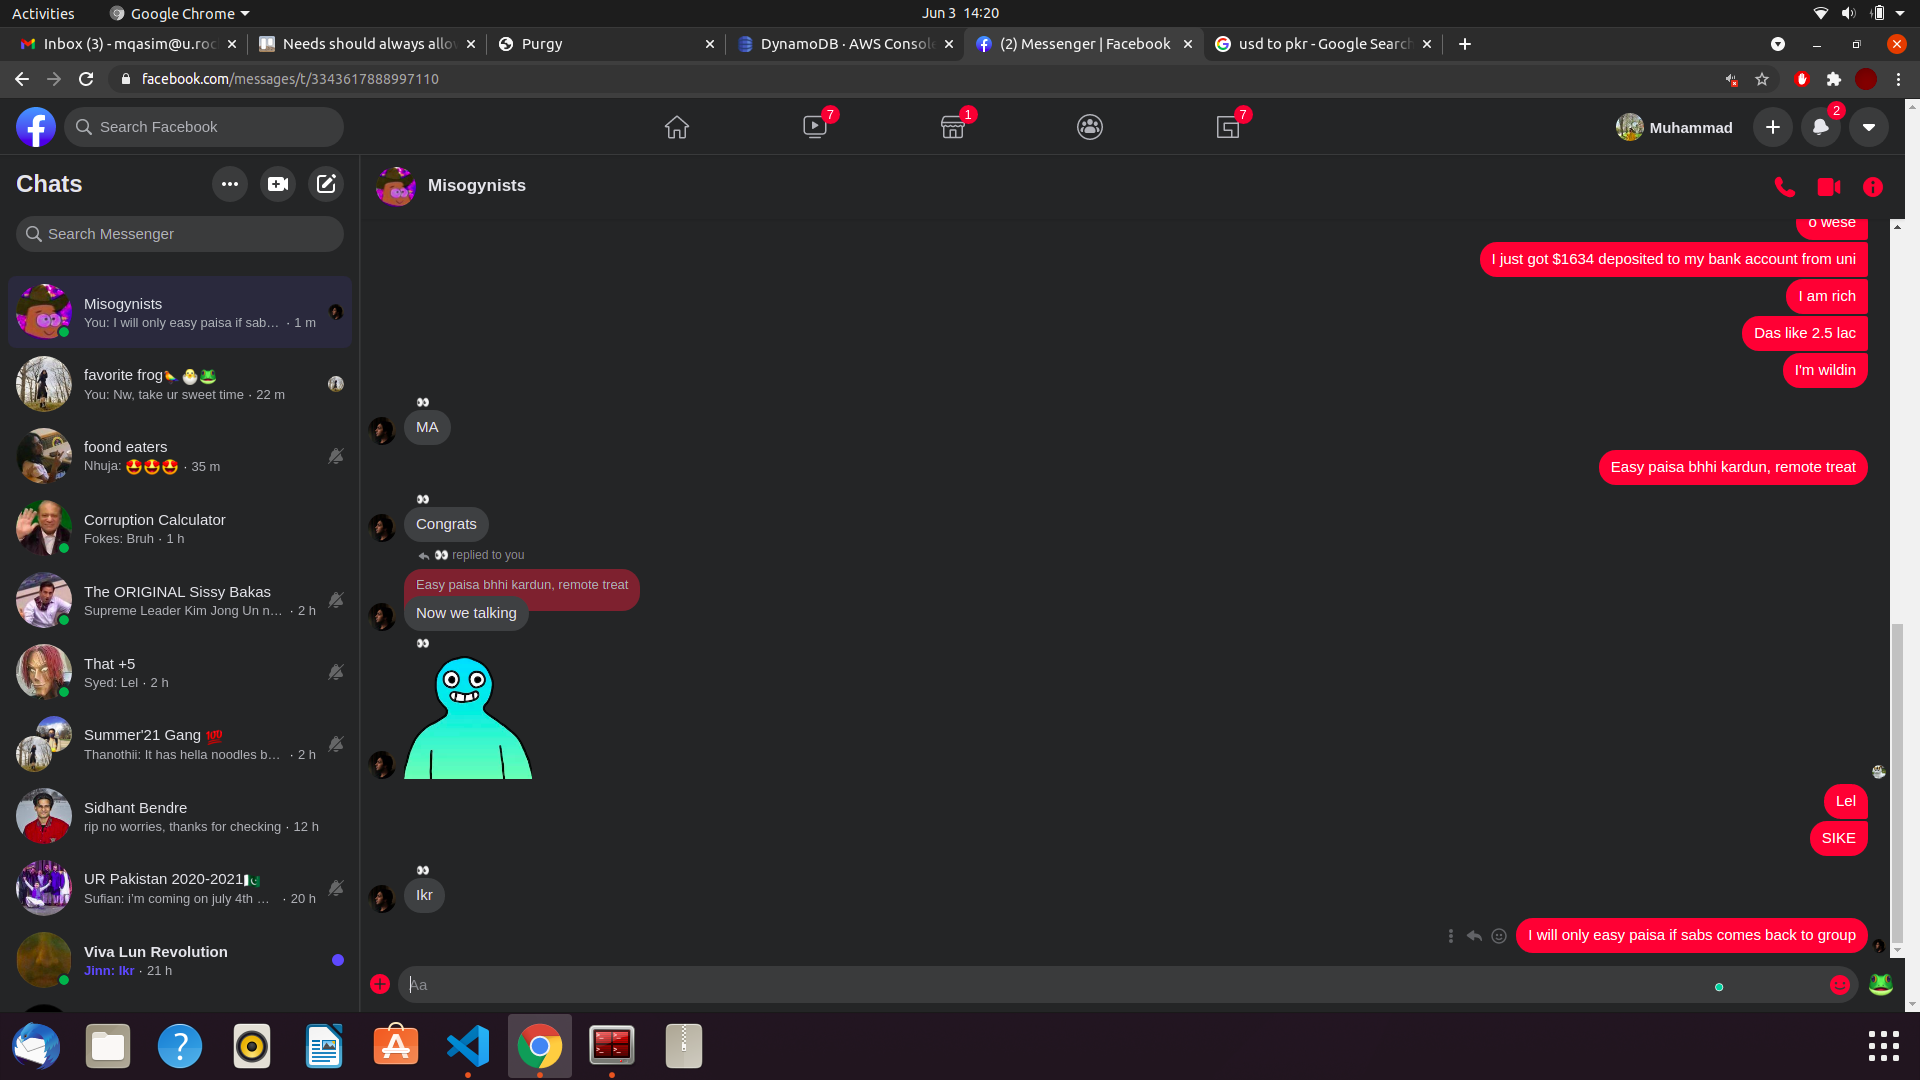 Activities
Google Chrome
Jun 3 14:20
Inbox (3) - mqasim@u.roc
Needs should always allo
Purgy
DynamoDB · AWS Console
(2) Messenger | Facebook
usd to pkr - Google Search
facebook.com/messages/t/3343617888997110
Search Facebook
7
1
7
Muhammad
2
Chats
Search Messenger
Misogynists
You: I will only easy paisa if sab... · 1 m
favorite frog🐦🐣🐸
You: Nw, take ur sweet time · 22 m
foond eaters
Nhuja: 🤩🤩🤩 · 35 m
Corruption Calculator
Fokes: Bruh · 1 h
The ORIGINAL Sissy Bakas
Supreme Leader Kim Jong Un n... · 2 h
That +5
Syed: Lel · 2 h
Summer'21 Gang 💯
Thanothii: It has hella noodles b... · 2 h
Sidhant Bendre
rip no worries, thanks for checking · 12 h
UR Pakistan 2020-2021🇵🇰
Sufian: i'm coming on july 4th ... · 20 h
Viva Lun Revolution
Jinn: Ikr · 21 h
Misogynists
o wese
I just got $1634 deposited to my bank account from uni
I am rich
Das like 2.5 lac
I'm wildin
👀
MA
Easy paisa bhhi kardun, remote treat
👀
Congrats
👀 replied to you
Easy paisa bhhi kardun, remote treat
Now we talking
👀
Lel
SIKE
👀
Ikr
I will only easy paisa if sabs comes back to group
Aa